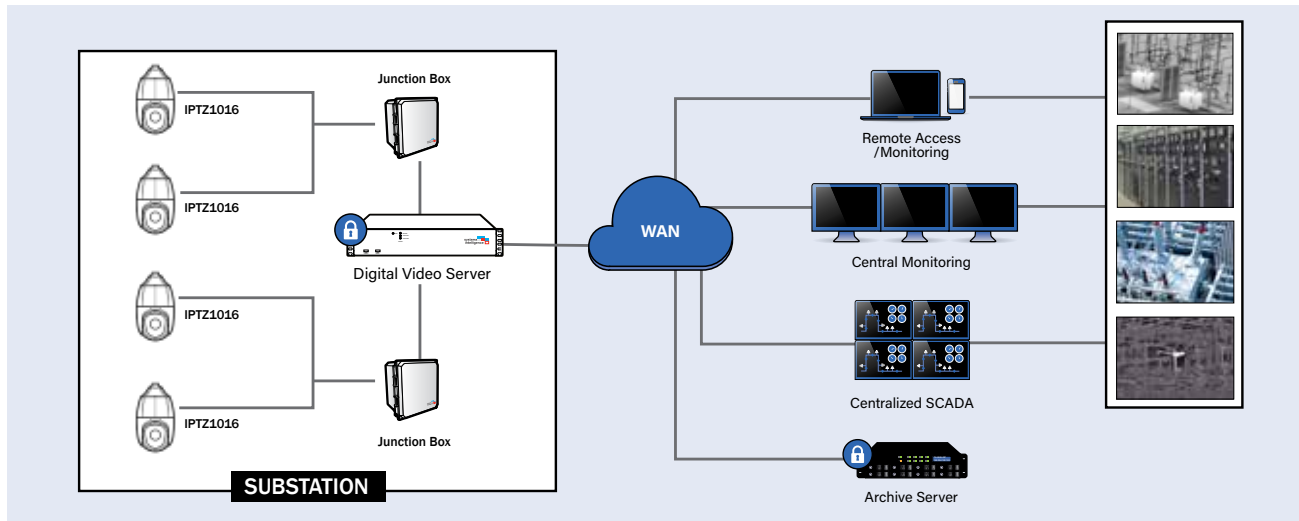 Junction Box
IPTZ1016
IPTZ1016
Digital Video Server
IPTZ1016
IPTZ1016
Junction Box
SUBSTATION
WAN
Remote Access
/Monitoring
Central Monitoring
Centralized SCADA
Archive Server